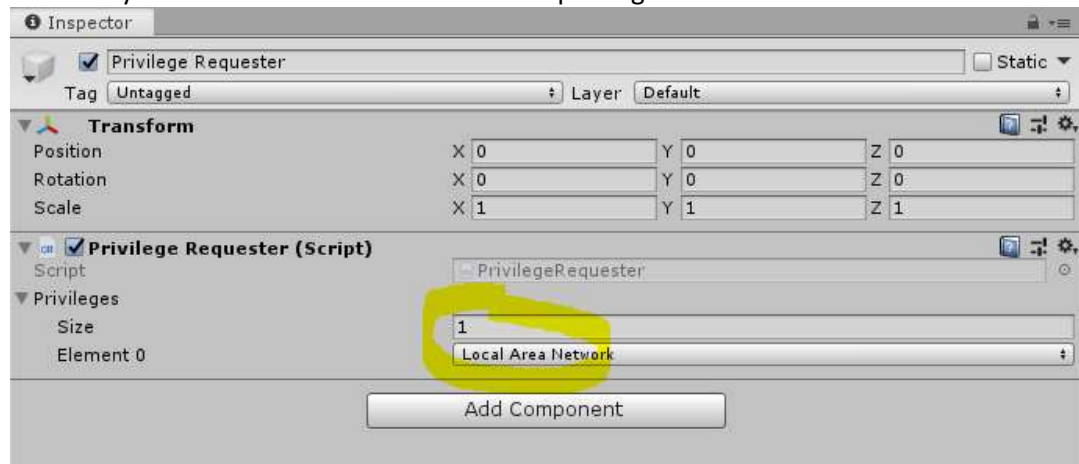 Inspector
Privilege Requester Static
Tag Untagged Layer Default
Transform
Position X 0 Y 0 Z 0
Rotation X 0 Y 0 Z 0
Scale X 1 Y 1 Z 1
Privilege Requester (Script)
Script PrivilegeRequester
Privileges
Size 1
Element 0 Local Area Network
Add Component